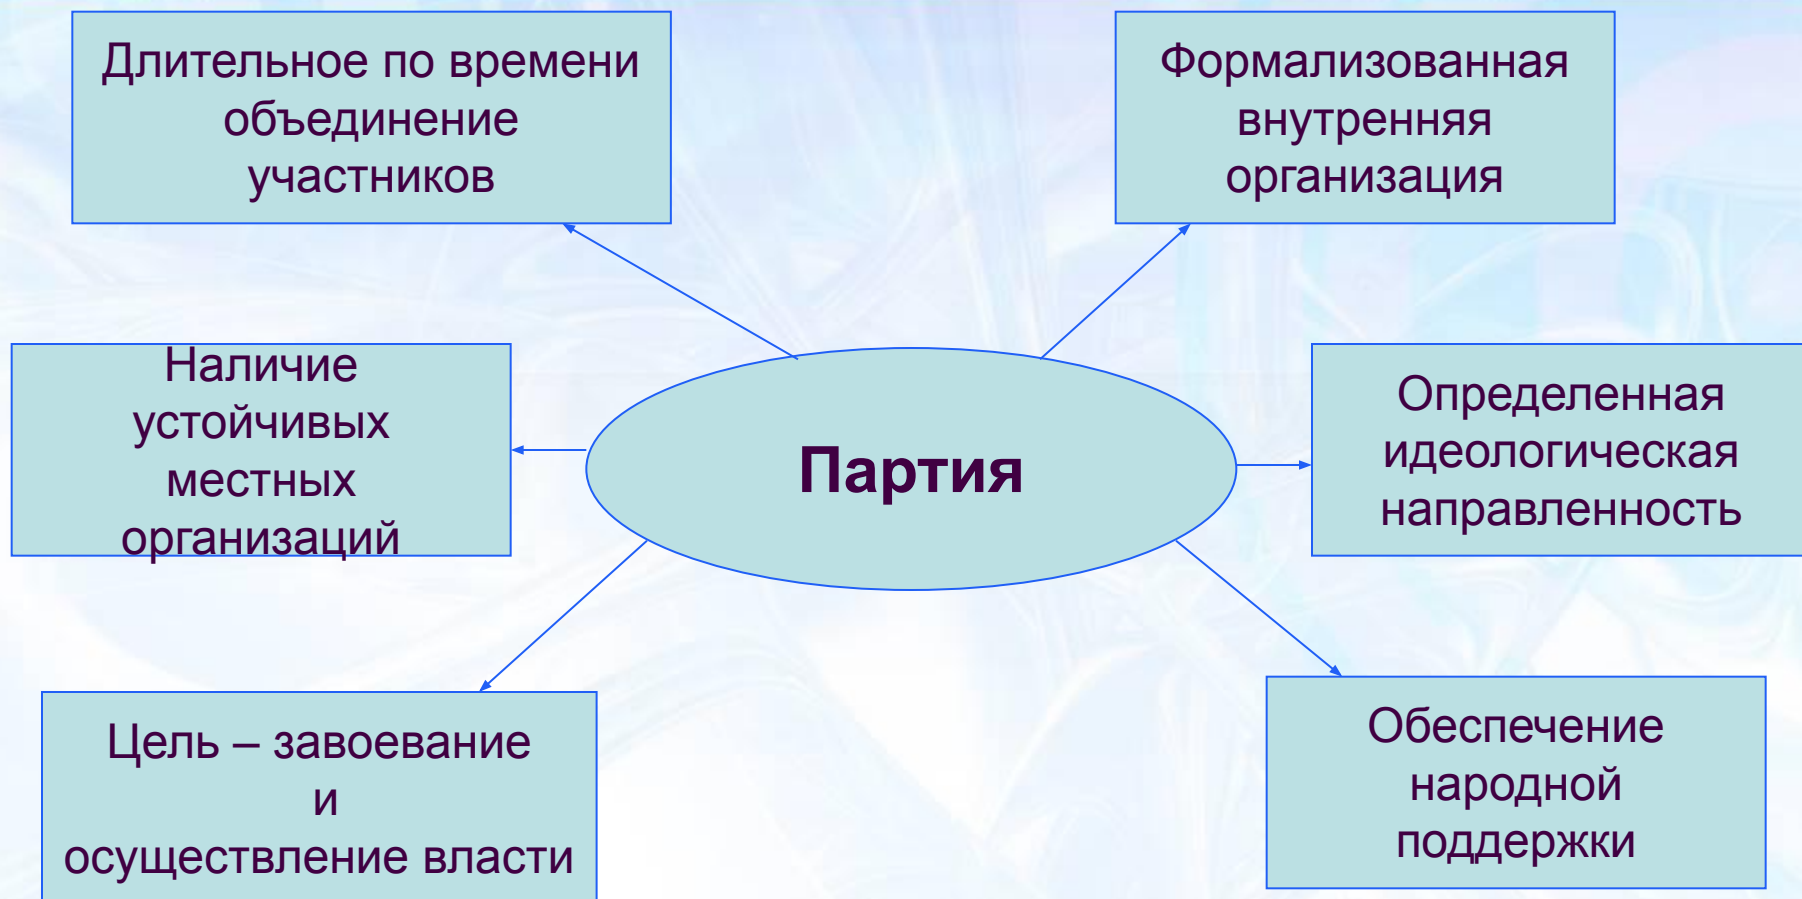 Длительное по времени
объединение
участников
Формализованная
внутренняя
организация
Наличие
устойчивых
местных
организаций
Партия
Определенная
идеологическая
направленность
Цель – завоевание
и
осуществление власти
Обеспечение
народной
поддержки